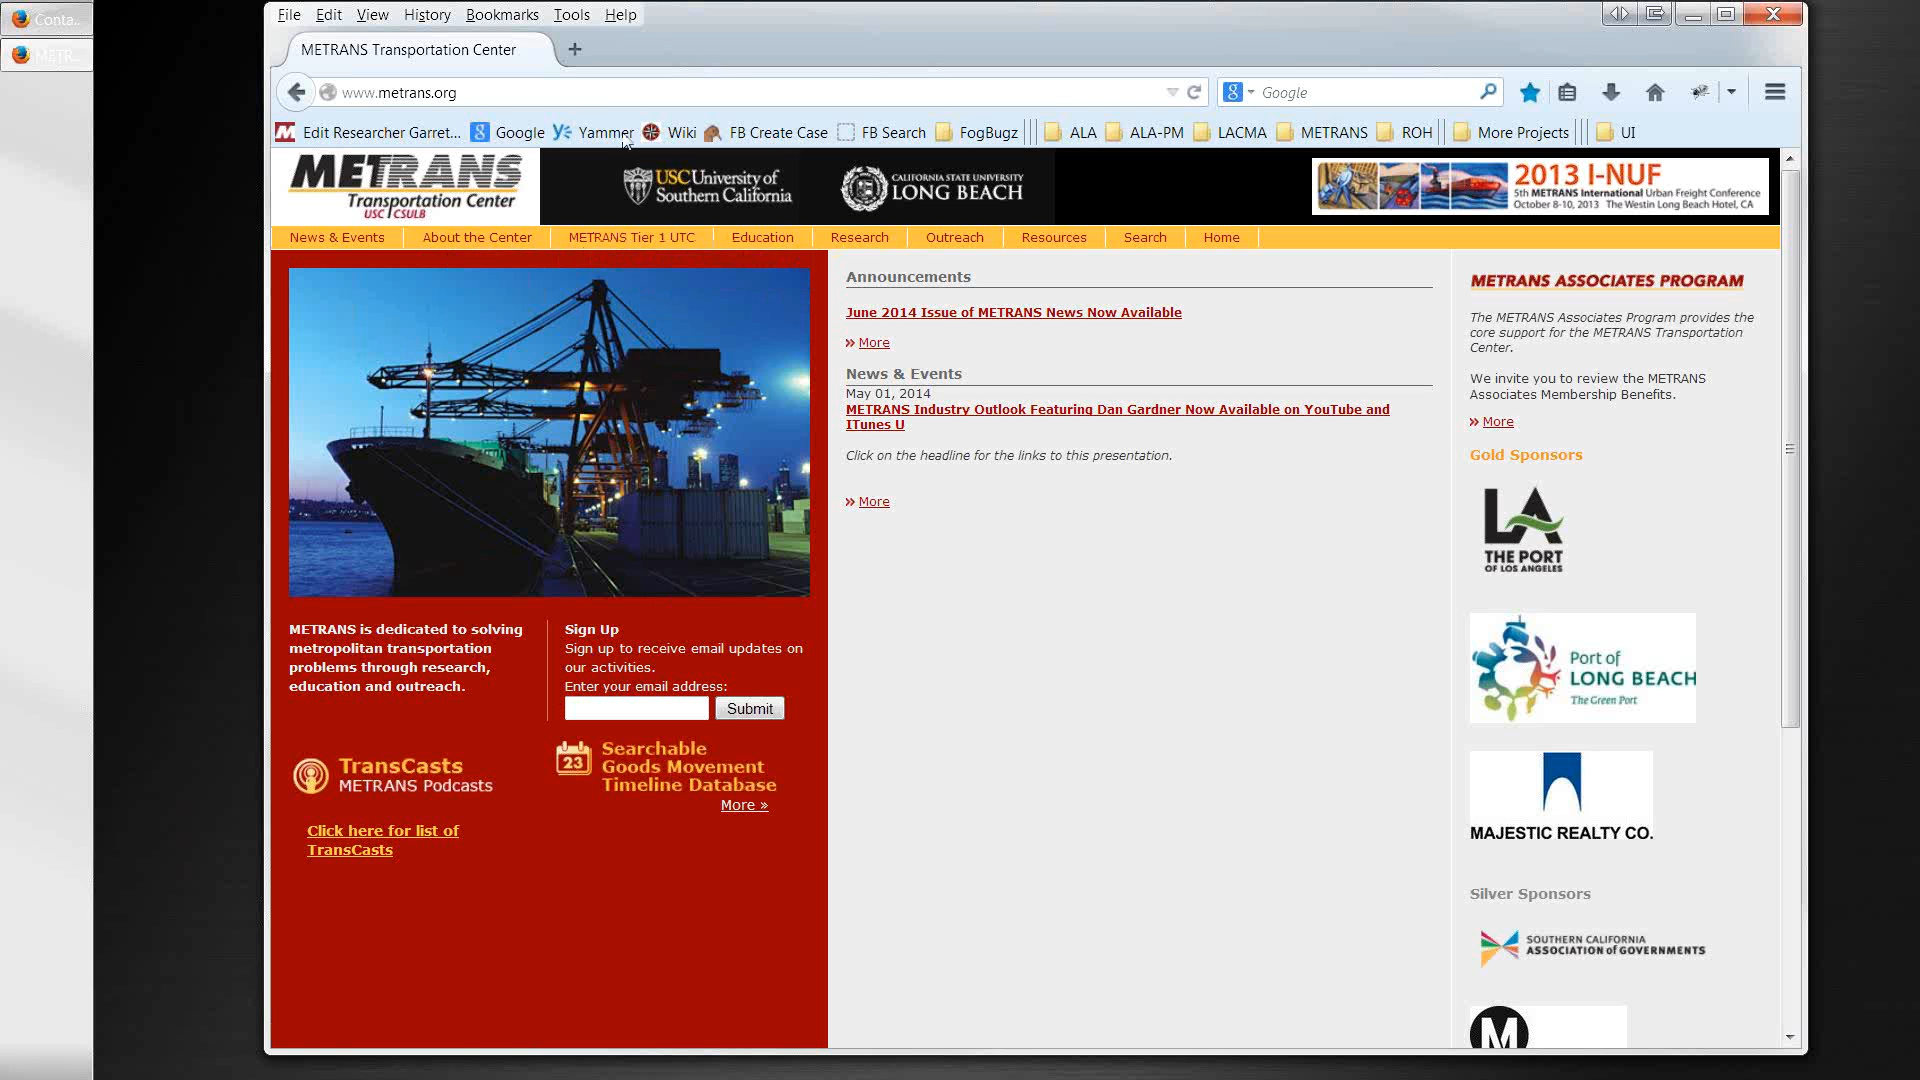 Conta..
METR..
File Edit View History Bookmarks Tools Help
METRANS Transportation Center
www.metrans.org
Google
Edit Researcher Garret... Google Yammer Wiki FB Create Case FB Search FogBugz ALA ALA-PM LACMA METRANS ROH More Projects UI
METRANS
Transportation Center
USC CSULB
USC University of
Southern California
CALIFORNIA STATE UNIVERSITY
LONG BEACH
2013 I-NUF
5th METRANS International Urban Freight Conference
October 8-10, 2013 The Westin Long Beach Hotel, CA
News & Events About the Center METRANS Tier 1 UTC Education Research Outreach Resources Search Home
METRANS is dedicated to solving
metropolitan transportation
problems through research,
education and outreach.
Sign Up
Sign up to receive email updates on
our activities.
Enter your email address:
Submit
TransCasts
METRANS Podcasts
Click here for list of
TransCasts
23
Searchable
Goods Movement
Timeline Database
More »
Announcements
June 2014 Issue of METRANS News Now Available
» More
News & Events
May 01, 2014
METRANS Industry Outlook Featuring Dan Gardner Now Available on YouTube and
ITunes U
Click on the headline for the links to this presentation.
» More
METRANS ASSOCIATES PROGRAM
The METRANS Associates Program provides the
core support for the METRANS Transportation
Center.
We invite you to review the METRANS
Associates Membership Benefits.
» More
Gold Sponsors
LA
THE PORT
OF LOS ANGELES
Port of
LONG BEACH
The Green Port
MAJESTIC REALTY CO.
Silver Sponsors
SOUTHERN CALIFORNIA
ASSOCIATION of GOVERNMENTS
M